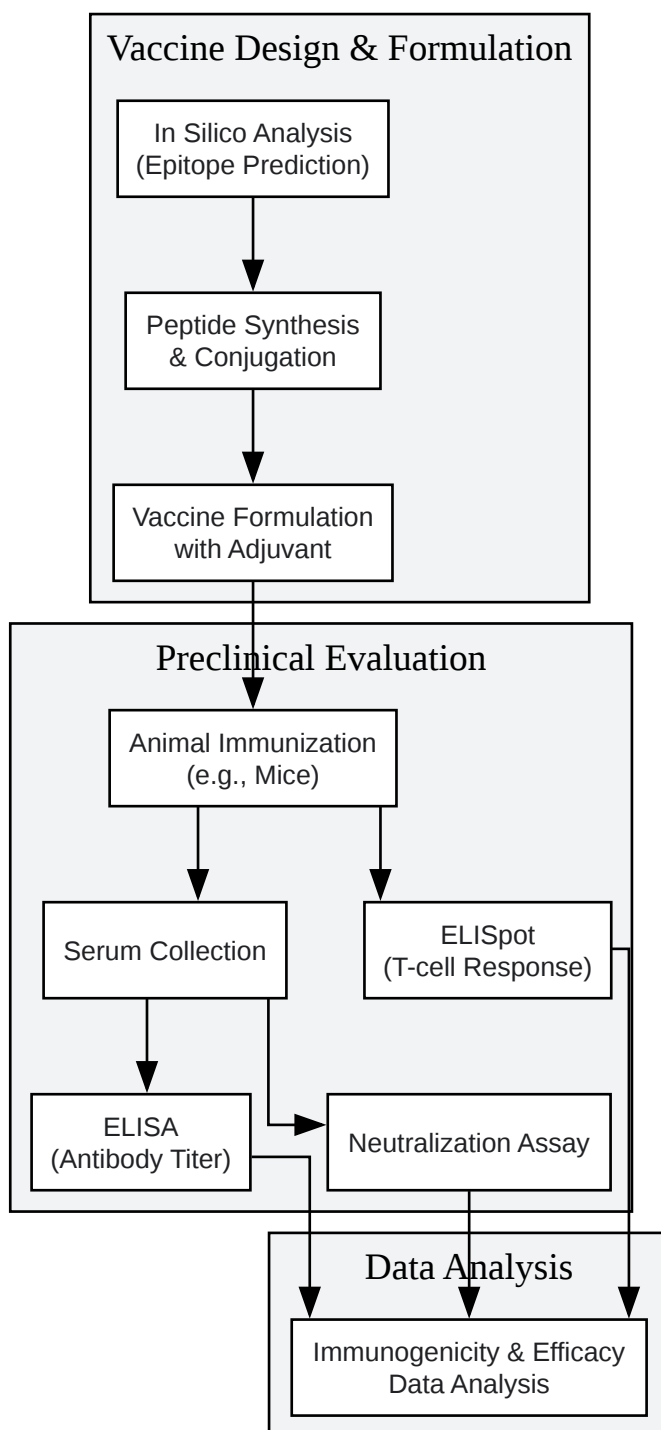 Vaccine Design & Formulation
In Silico Analysis
(Epitope Prediction)
Peptide Synthesis
& Conjugation
Vaccine Formulation
with Adjuvant
Preclinical Evaluation
Animal Immunization
(e.g., Mice)
Serum Collection
ELISpot
(T-cell Response)
ELISA
(Antibody Titer)
Neutralization Assay
Data Analysis
Immunogenicity & Efficacy
Data Analysis